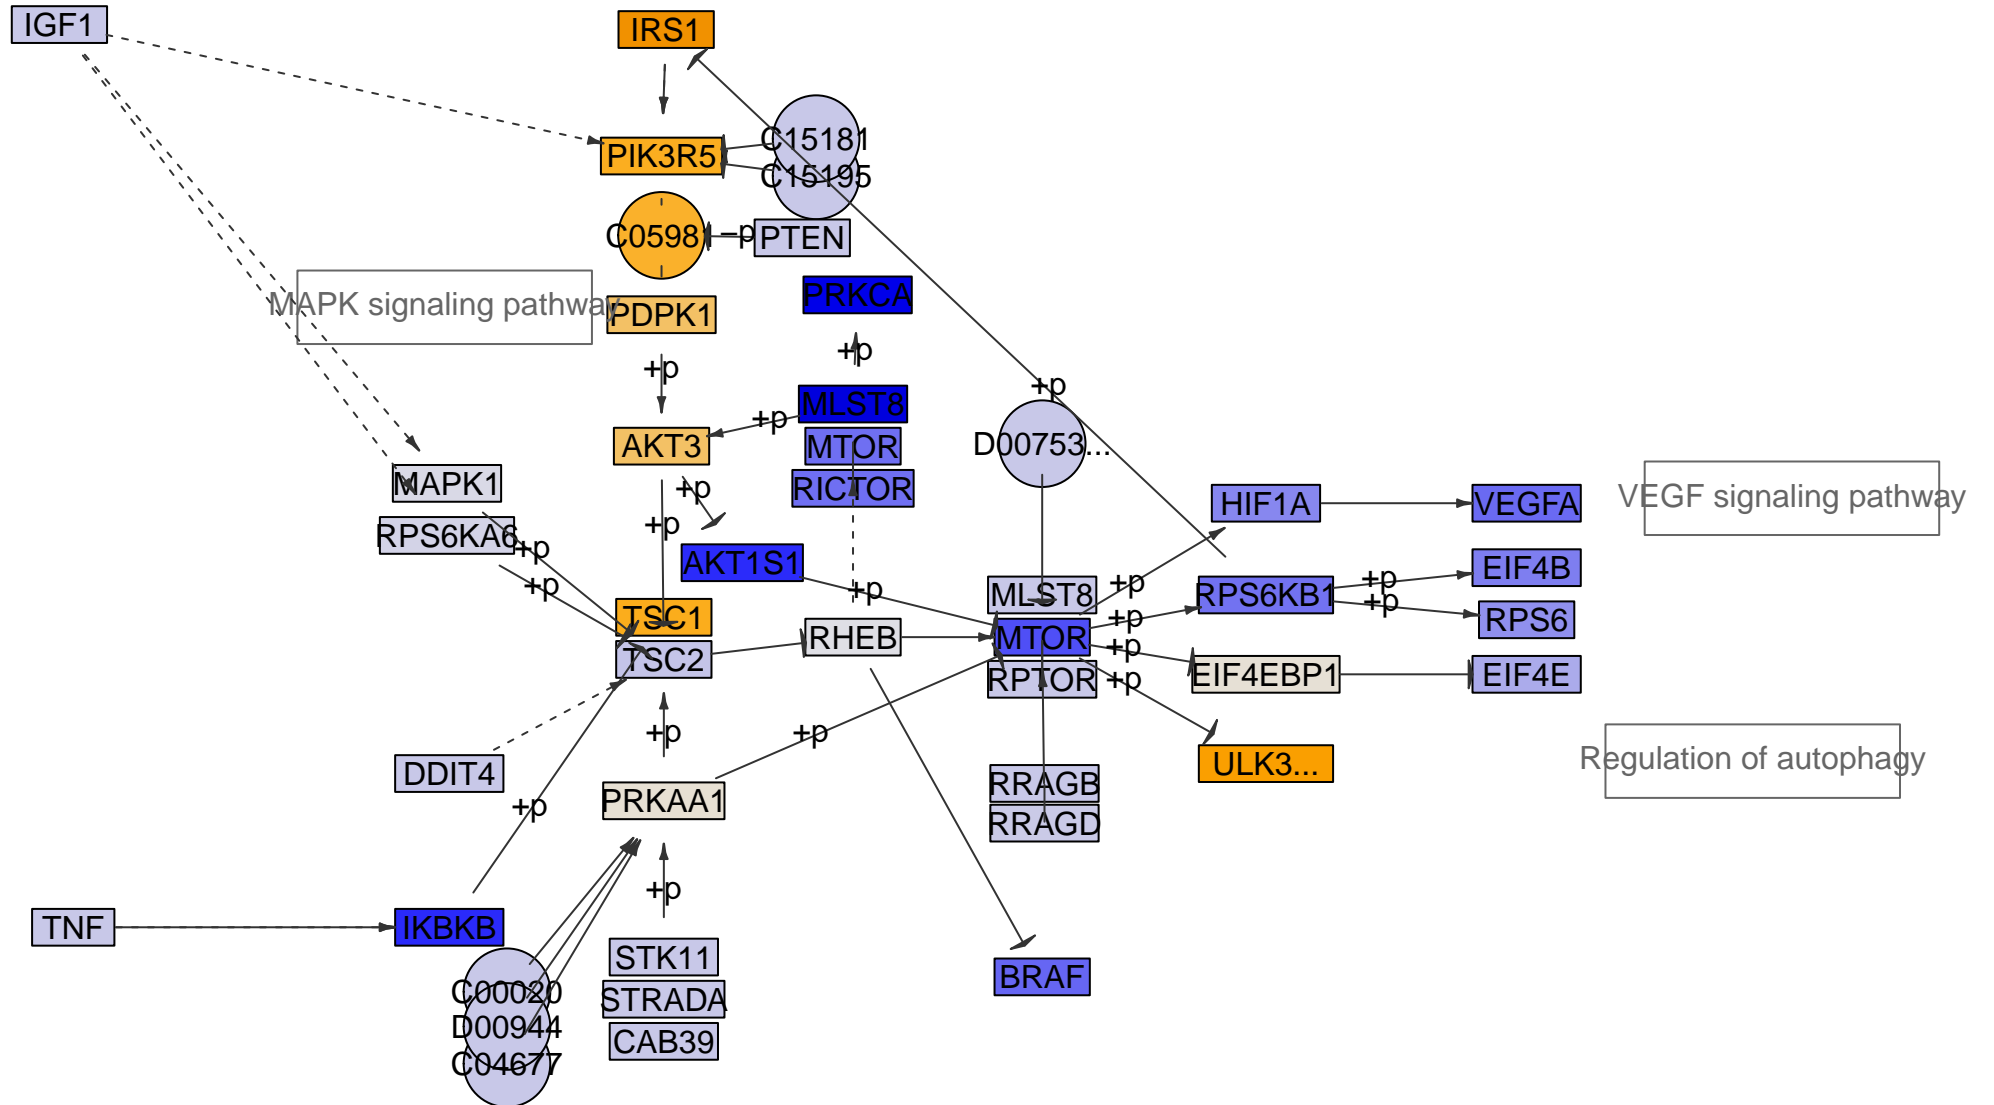 IGF1
IRS1
C15181
PIK3R5
C15195
C0598
-p
PTEN
MAPK signaling pathway
PDPK1
PRKCA
+p
+p
+p
MLST8
+p
AKT3
MTOR
D00753...
MAPK1
RICTOR
+p
HIF1A
VEGFA
VEGF signaling pathway
RPS6KA6
+p
+p
AKT1S1
EIF4B
+p
+p
+p
+p
MLST8
RPS6KB1
+p
TSC1
+p
RPS6
TSC2
RHEB
MTOR
+p
RPTOR
+p
EIF4EBP1
EIF4E
+p
+p
DDIT4
ULK3...
Regulation of autophagy
PRKAA1
RRAGB
+p
RRAGD
+p
TNF
IKBKB
STK11
BRAF
C00020
STRADA
D00944
CAB39
C04677